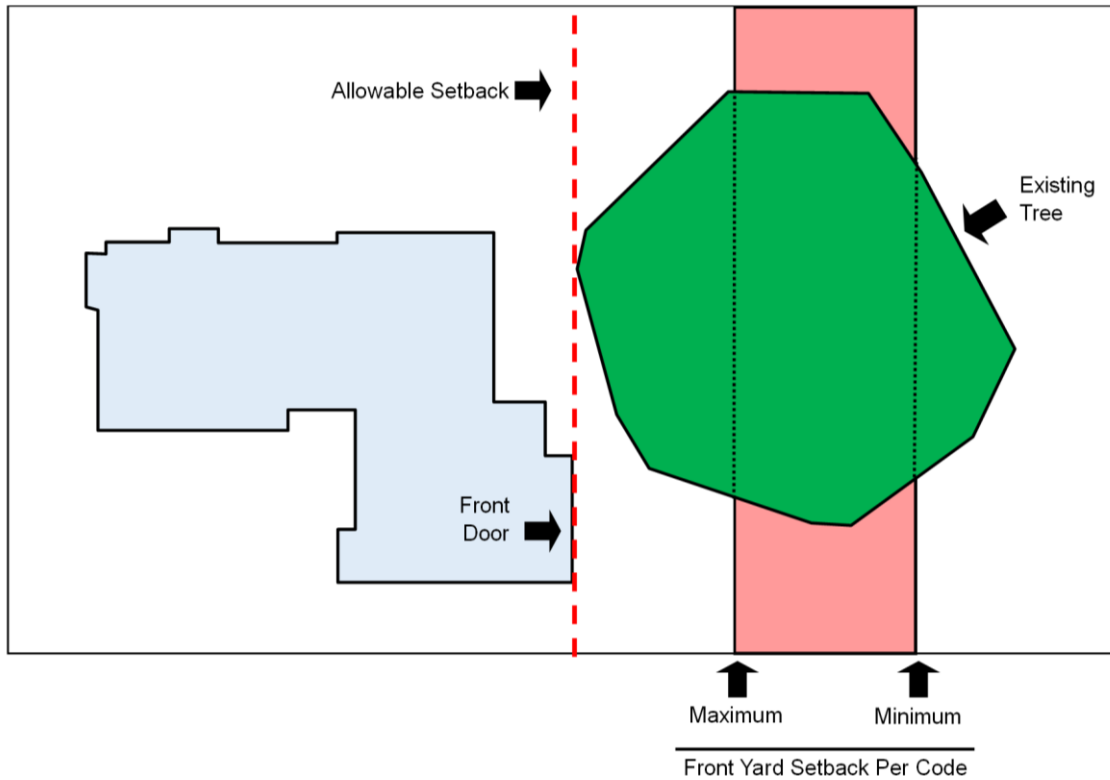 Allowable Setback
Existing
Tree
Front
Door
Maximum
Minimum
Front Yard Setback Per Code